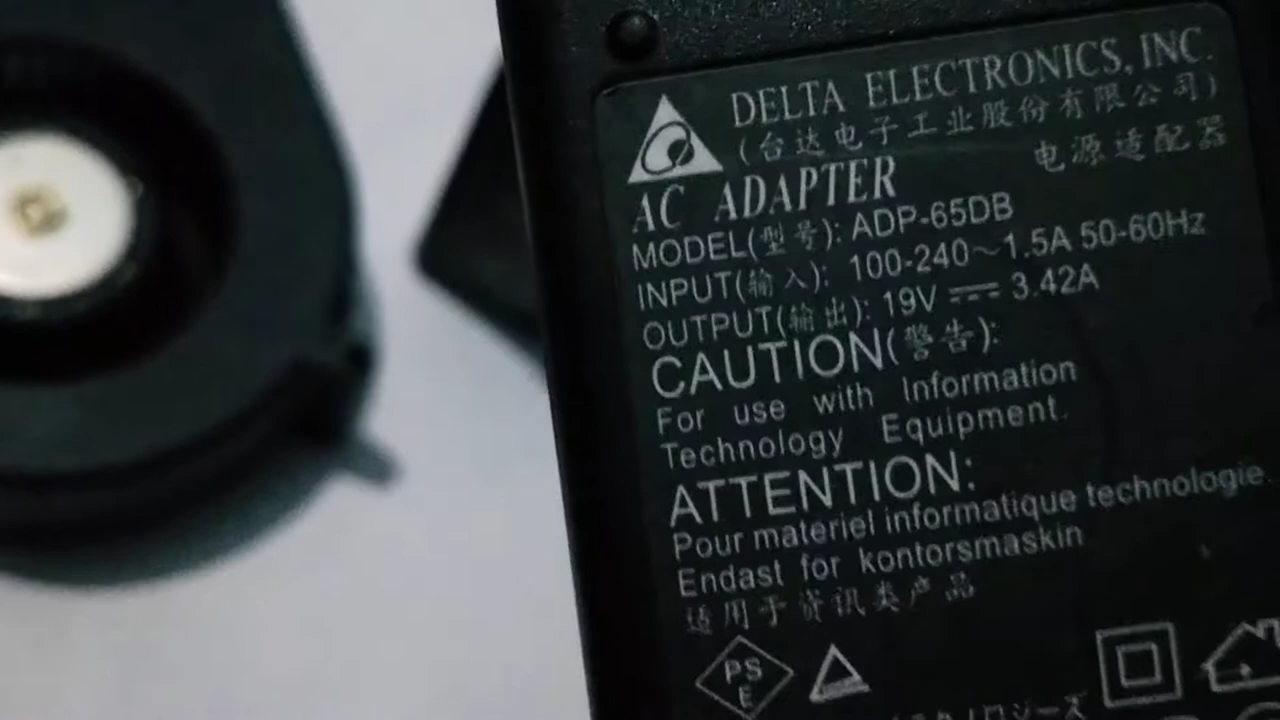 DELTA ELECTRONICS, INC.
(台达电子工业股份有限公司)
AC ADAPTER 电源适配器
MODEL(型号): ADP-65DB
INPUT(输入): 100-240～1.5A 50-60Hz
OUTPUT(输出): 19V ⎓ 3.42A
CAUTION(警告):
For use with Information
Technology Equipment.
ATTENTION:
Pour materiel informatique technologie.
Endast for kontorsmaskin
适用于资讯类产品
PS
E